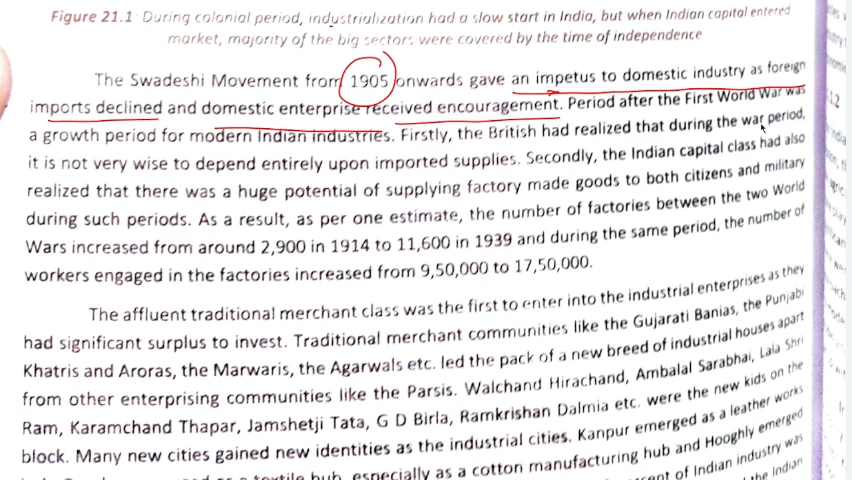 Figure 21.1 During colonial period, industrialization had a slow start in India, but when Indian capital entered
market, majority of the big sectors were covered by the time of independence
The Swadeshi Movement from 1905 onwards gave an impetus to domestic industry as foreign
imports declined and domestic enterprise received encouragement. Period after the First World War was
a growth period for modern Indian industries. Firstly, the British had realized that during the war period,
it is not very wise to depend entirely upon imported supplies. Secondly, the Indian capital class had also
realized that there was a huge potential of supplying factory made goods to both citizens and military
during such periods. As a result, as per one estimate, the number of factories between the two World
Wars increased from around 2,900 in 1914 to 11,600 in 1939 and during the same period, the number of
workers engaged in the factories increased from 9,50,000 to 17,50,000.
The affluent traditional merchant class was the first to enter into the industrial enterprises as they
had significant surplus to invest. Traditional merchant communities like the Gujarati Banias, the Punjabi
Khatris and Aroras, the Marwaris, the Agarwals etc. led the pack of a new breed of industrial houses apart
from other enterprising communities like the Parsis. Walchand Hirachand, Ambalal Sarabhai, Lala Shri
Ram, Karamchand Thapar, Jamshetji Tata, G D Birla, Ramkrishan Dalmia etc. were the new kids on the
block. Many new cities gained new identities as the industrial cities. Kanpur emerged as a leather works
textile hub, especially as a cotton manufacturing hub and Hooghly emerged
of Indian industry was
the Indian